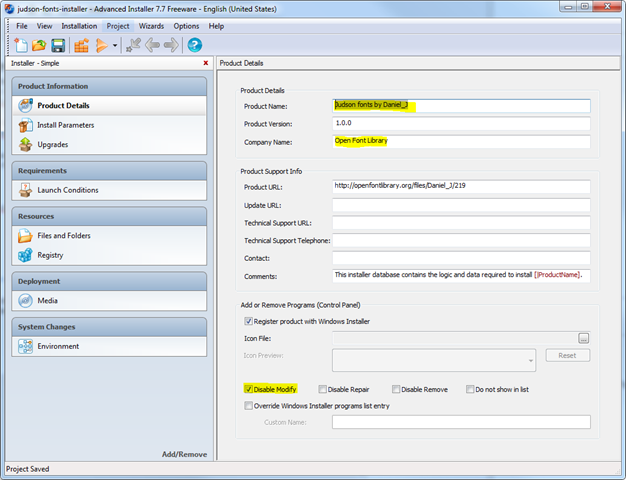 judson-fonts-installer - Advanced Installer 7.7 Freeware - English (United States)
File View Installation Project Wizards Options Help
Installer - Simple
Product Information
Product Details
Install Parameters
Upgrades
Requirements
Launch Conditions
Resources
Files and Folders
Registry
Deployment
Media
System Changes
Environment
Add/Remove
Product Details
Product Details
Product Name: Judson fonts by Daniel_J
Product Version: 1.0.0
Company Name: Open Font Library
Product Support Info
Product URL: http://openfontlibrary.org/files/Daniel_J/219
Update URL:
Technical Support URL:
Technical Support Telephone:
Contact:
Comments: This installer database contains the logic and data required to install [|ProductName].
Add or Remove Programs (Control Panel)
Register product with Windows Installer
Icon File: ...
Icon Preview: Reset
Disable Modify Disable Repair Disable Remove Do not show in list
Override Windows Installer programs list entry
Custom Name:
Project Saved